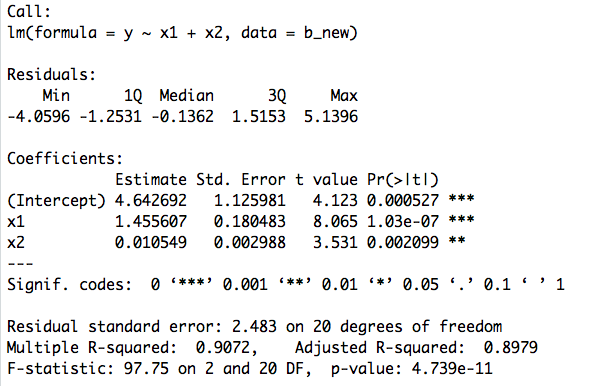 Call:
lm(formula = y ~ x1 + x2, data = b_new)
Residuals:
Min 1Q Median 3Q Max
-4.0596 -1.2531 -0.1362 1.5153 5.1396
Coefficients:
Estimate Std. Error t value Pr(>|t|)
(Intercept) 4.642692 1.125981 4.123 0.000527 ***
x1 1.455607 0.180483 8.065 1.03e-07 ***
x2 0.010549 0.002988 3.531 0.002099 **
---
Signif. codes: 0 ‘***’ 0.001 ‘**’ 0.01 ‘*’ 0.05 ‘.’ 0.1 ‘ ’ 1
Residual standard error: 2.483 on 20 degrees of freedom
Multiple R-squared: 0.9072, Adjusted R-squared: 0.8979
F-statistic: 97.75 on 2 and 20 DF, p-value: 4.739e-11